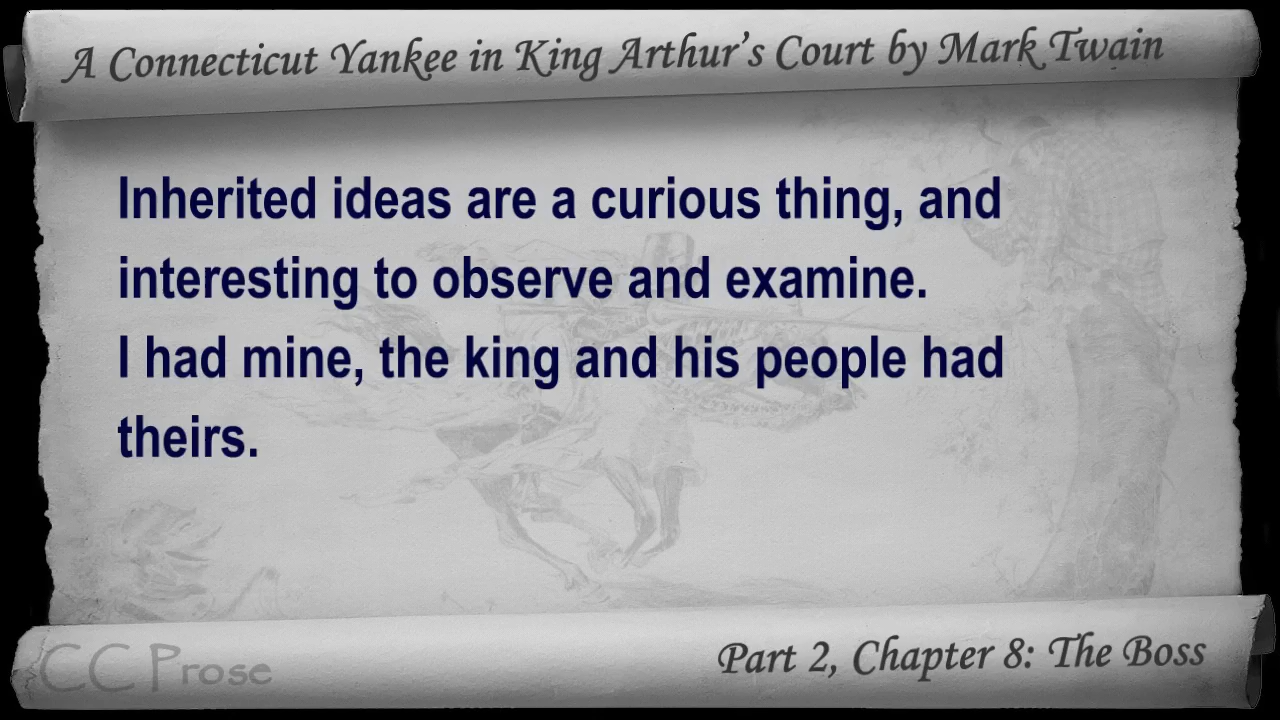 A Connecticut Yankee in King Arthur's Court by Mark Twain
Inherited ideas are a curious thing, and
interesting to observe and examine.
I had mine, the king and his people had
theirs.
CC Prose
Part 2, Chapter 8: The Boss